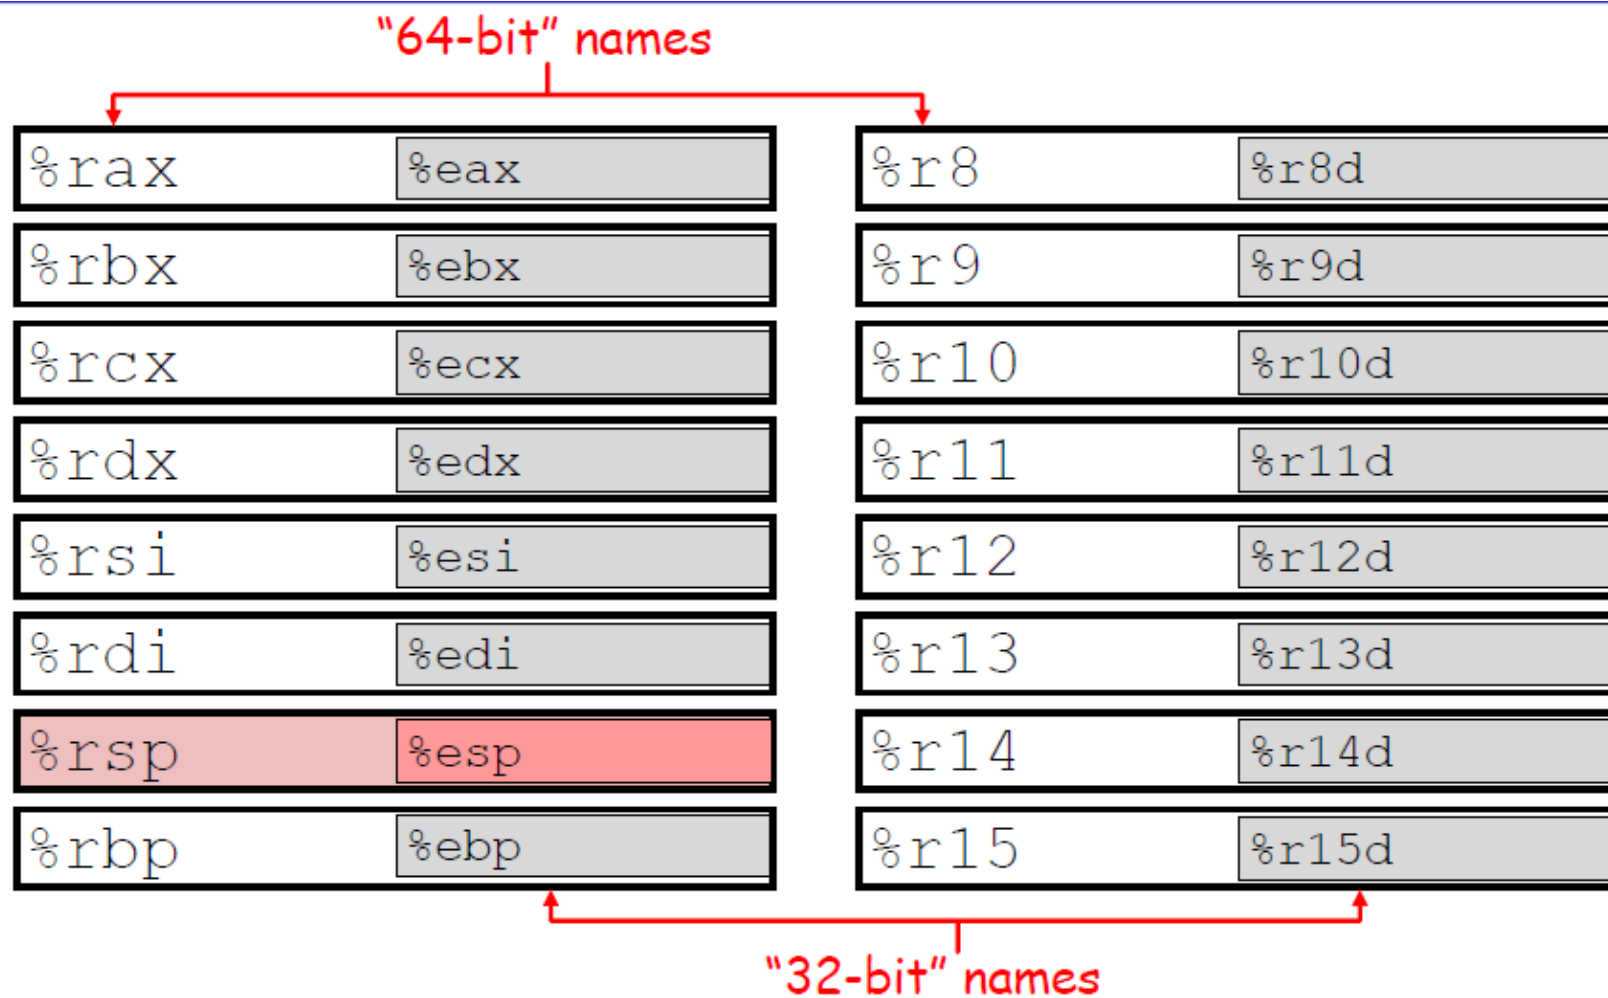 “64-bit” names
%rax %eax %r8 %r8d
%rbx %ebx %r9 %r9d
%rcx %ecx %r10 %r10d
%rdx %edx %r11 %r11d
%rsi %esi %r12 %r12d
%rdi %edi %r13 %r13d
%rsp %esp %r14 %r14d
%rbp %ebp %r15 %r15d
“32-bit” names